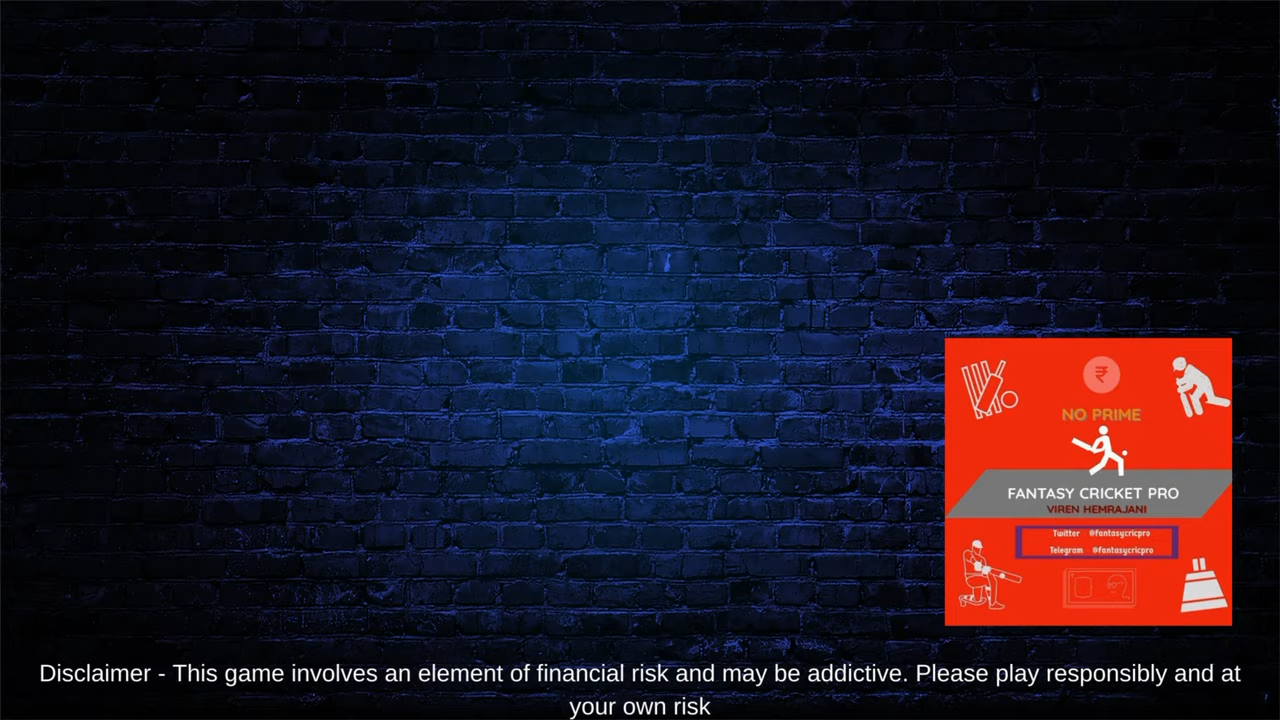 ₹
NO PRIME
FANTASY CRICKET PRO
VIREN HEMRAJANI
Twitter @fantasycricpro
Telegram @fantasycricpro
Disclaimer - This game involves an element of financial risk and may be addictive. Please play responsibly and at
your own risk